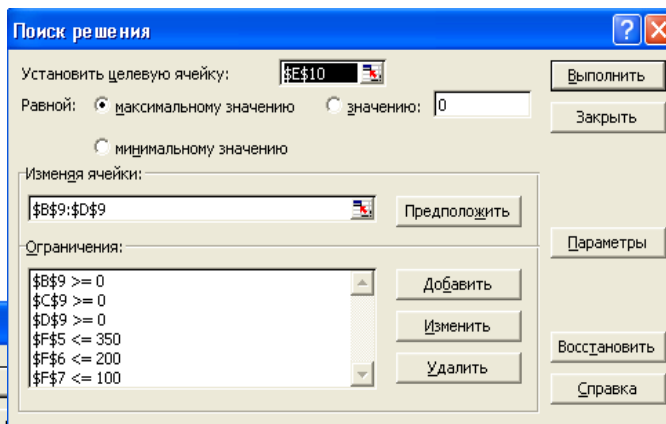 Поиск решения
Установить целевую ячейку: $E$10
Выполнить
Равной: максимальному значению значению: 0
Закрыть
минимальному значению
Изменяя ячейки:
$B$9:$D$9
Предположить
Параметры
Ограничения:
$B$9 >= 0
$C$9 >= 0
$D$9 >= 0
$F$5 <= 350
$F$6 <= 200
$F$7 <= 100
Добавить
Изменить
Удалить
Восстановить
Справка